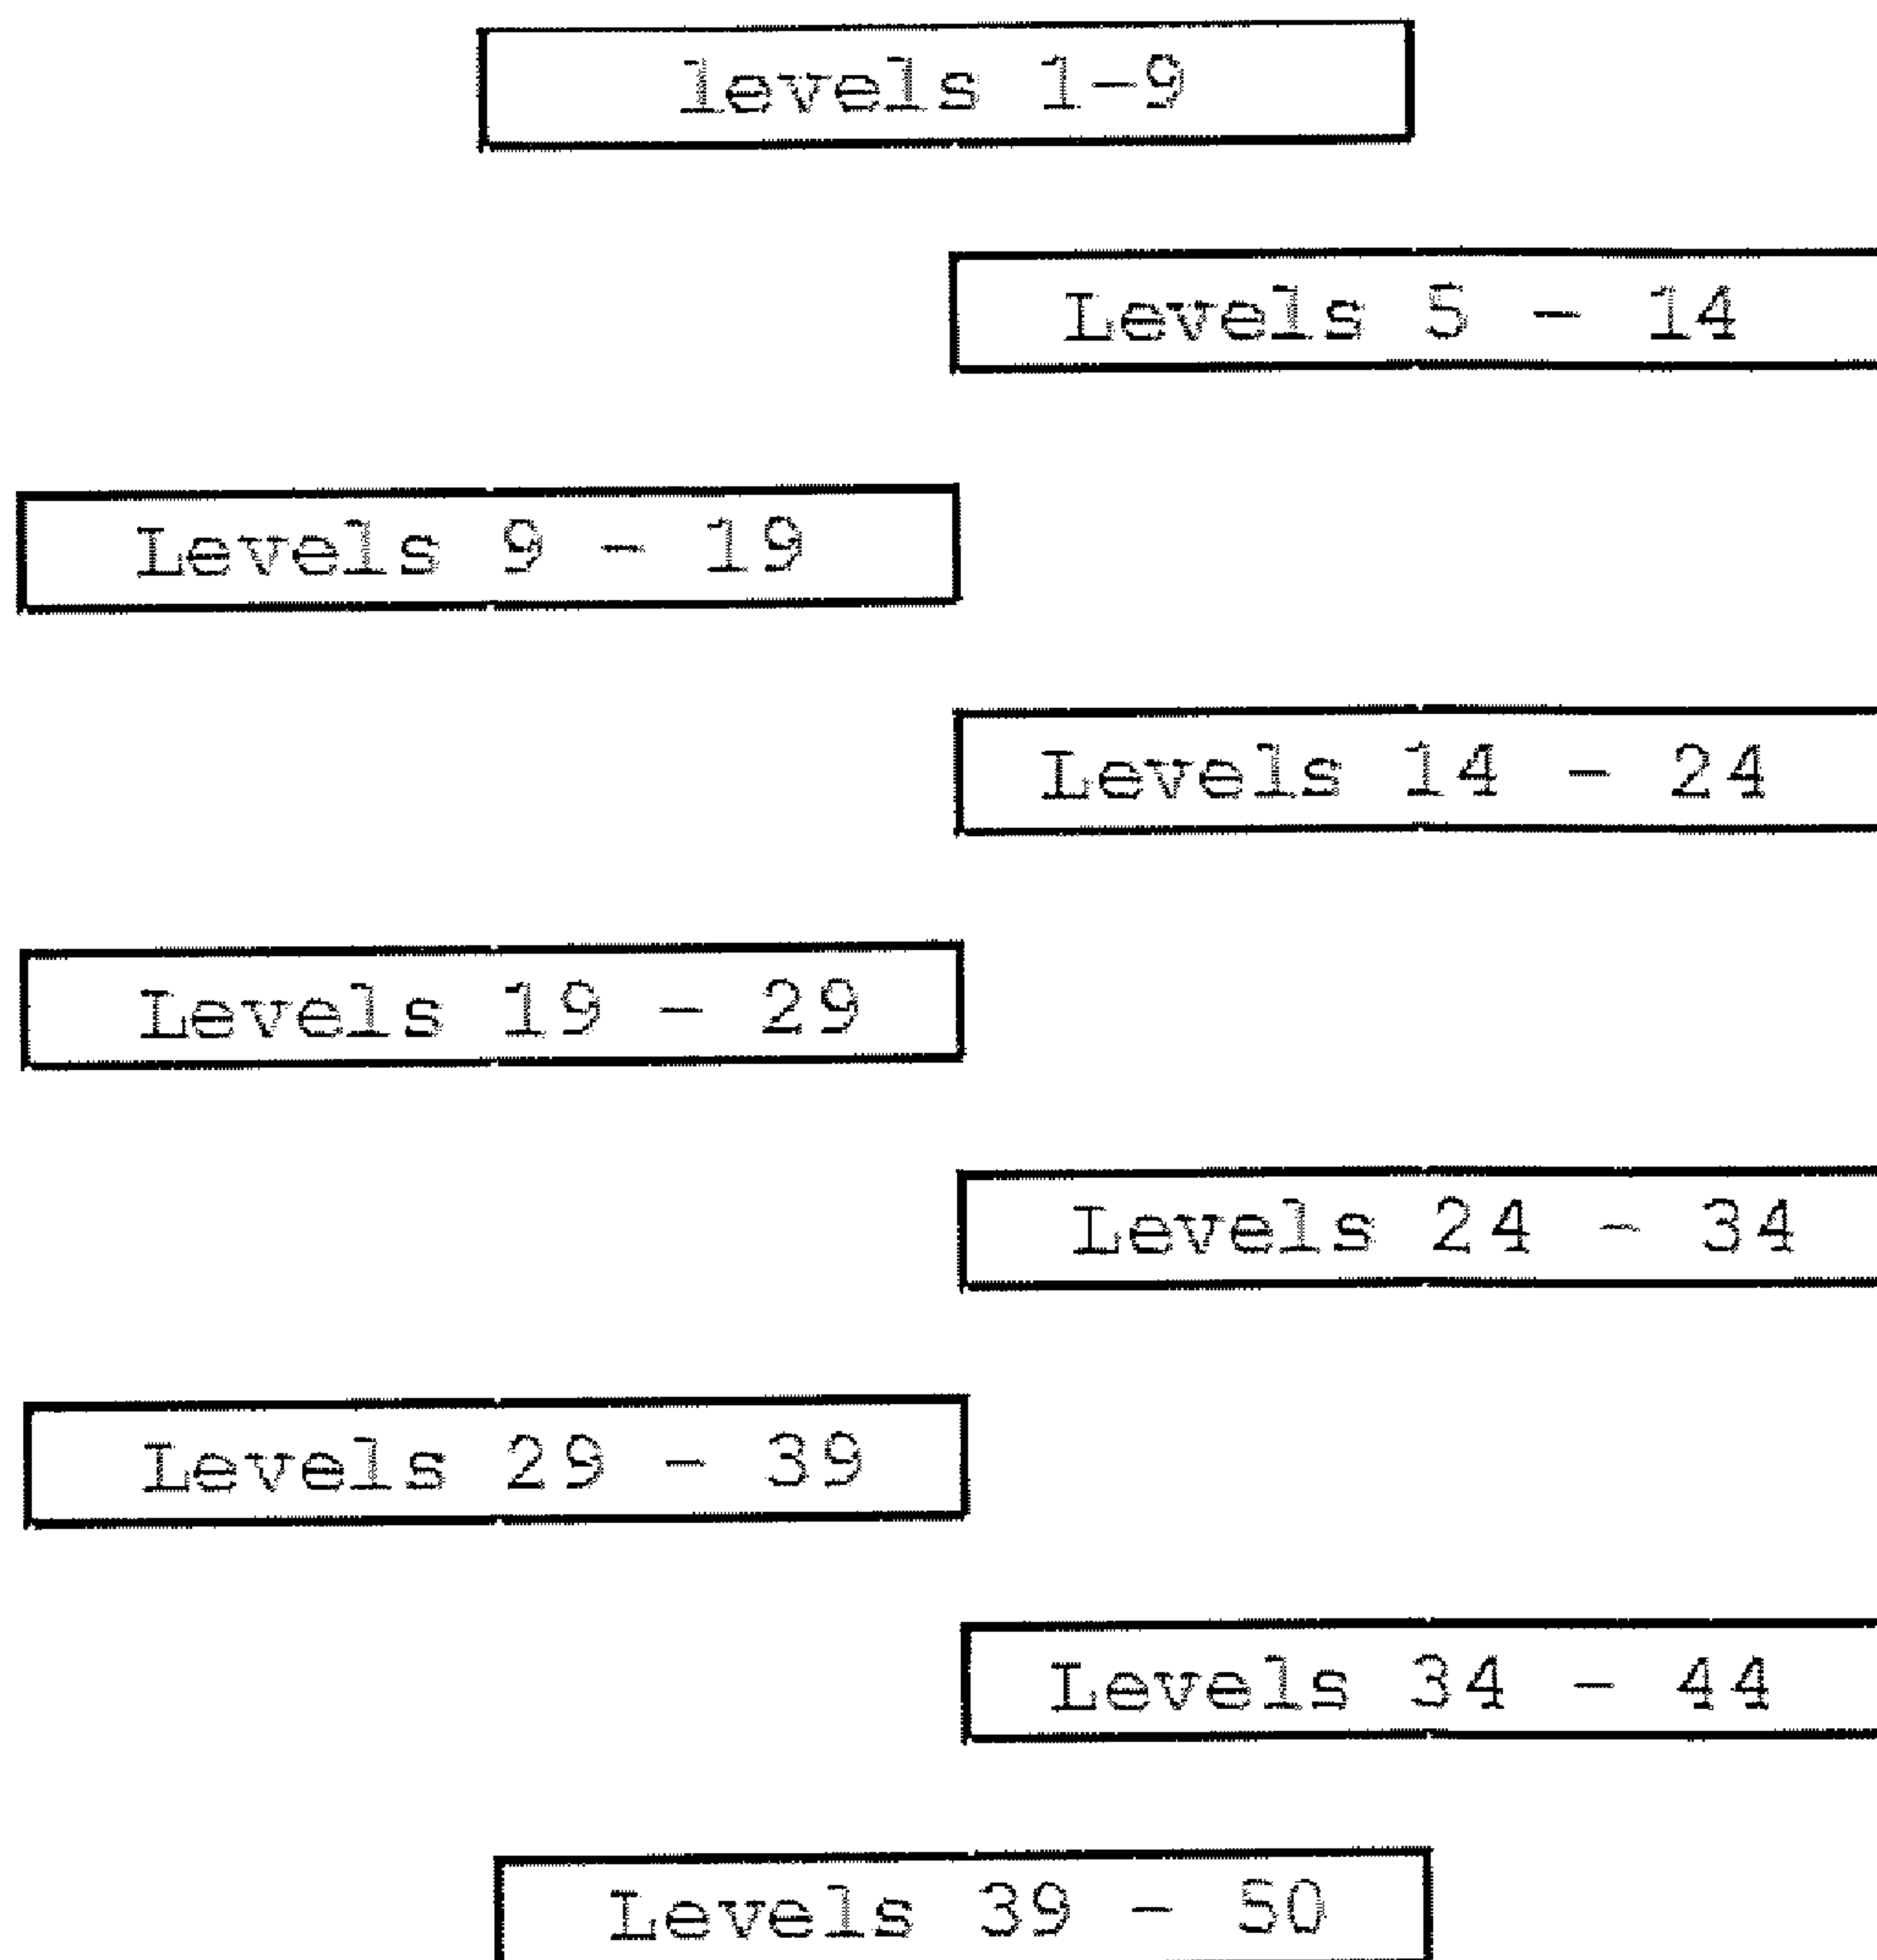 levels 1-9
Levels 5 - 14
Levels 9 - 19
Levels 14 - 24
Levels 19 - 29
Levels 24 - 34
Levels 29 - 39
Levels 34 - 44
Levels 39 - 50